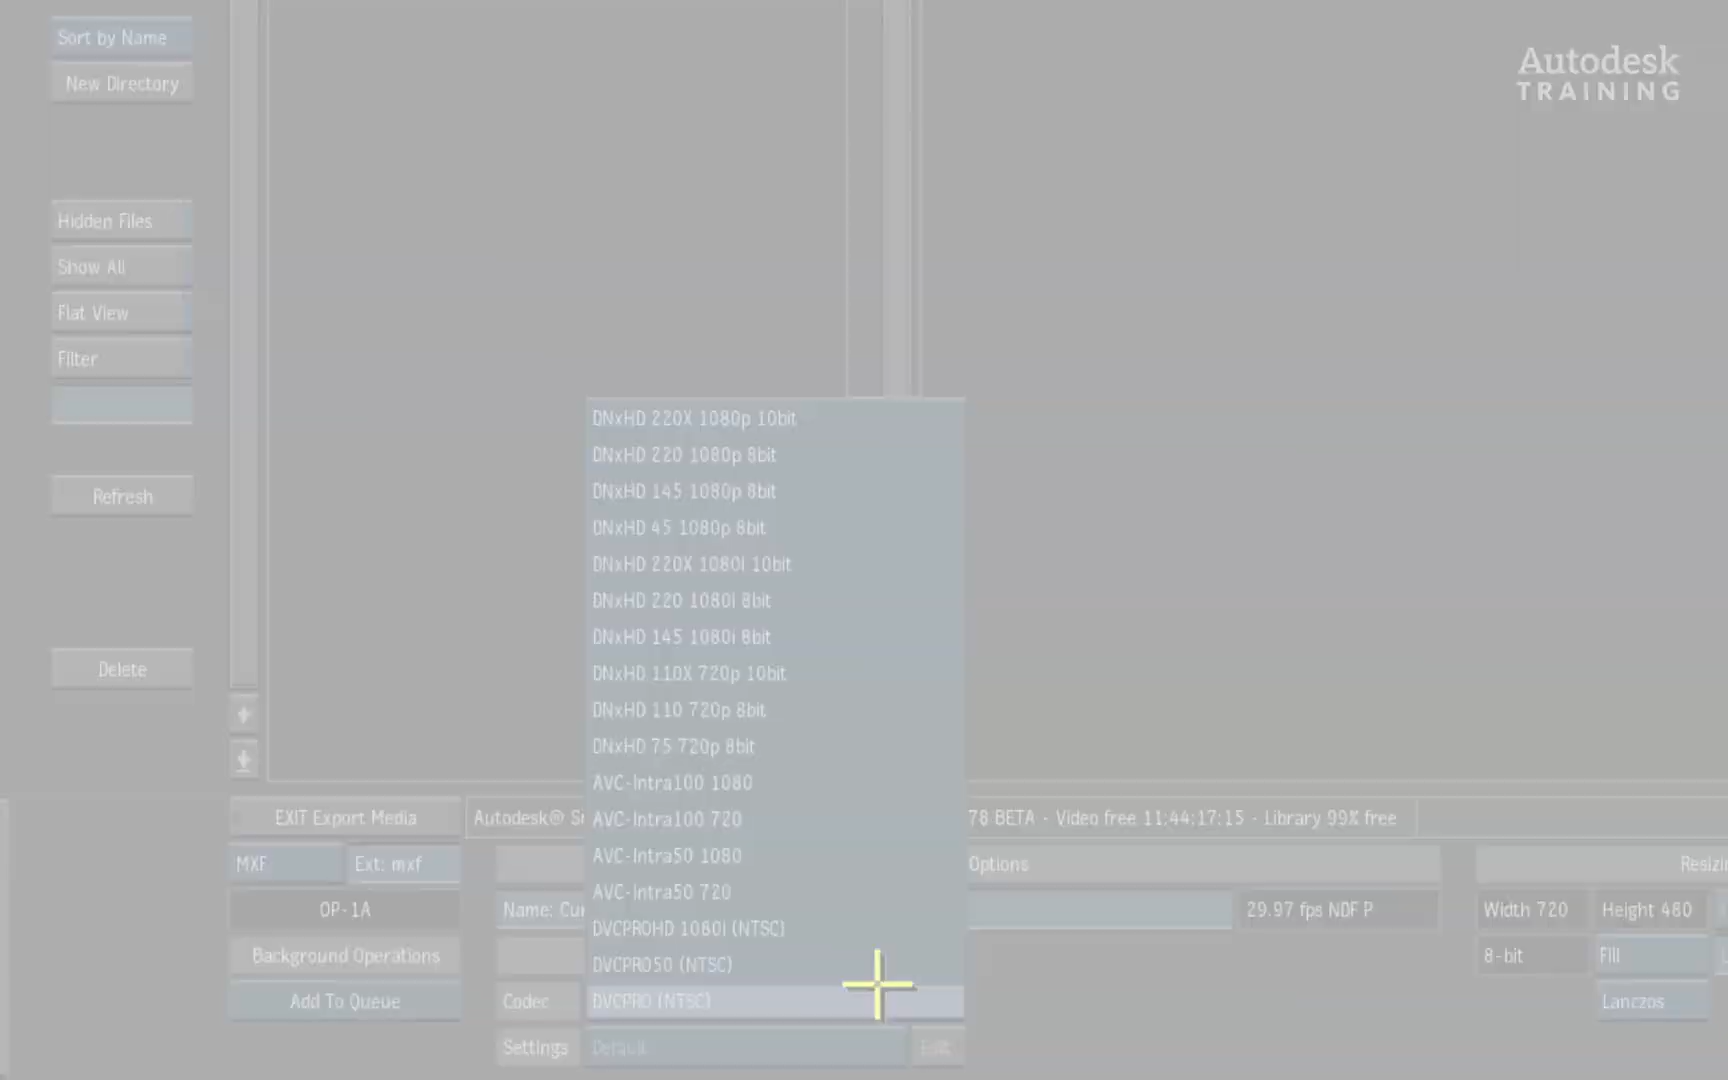 Sort by Name
New Directory
Autodesk
TRAINING
Hidden Files
Show All
Flat View
Filter
Refresh
Delete
DNxHD 220X 1080p 10bit
DNxHD 220 1080p 8bit
DNxHD 145 1080p 8bit
DNxHD 45 1080p 8bit
DNxHD 220X 1080i 10bit
DNxHD 220 1080i 8bit
DNxHD 145 1080i 8bit
DNxHD 110X 720p 10bit
DNxHD 110 720p 8bit
DNxHD 75 720p 8bit
AVC-Intra100 1080
AVC-Intra100 720
AVC-Intra50 1080
AVC-Intra50 720
DVCPROHD 1080i (NTSC)
DVCPRO50 (NTSC)
DVCPRO (NTSC)
EXIT Export Media
Autodesk® 78 BETA - Video free 11:44:17:15 - Library 99% free
MXF Ext: mxf Options
OP-1A Name: 29.97 fps NDF P Width 720 Height 480
Background Operations 8-bit Fill
Add To Queue Codec Lanczos
Settings Default Edit